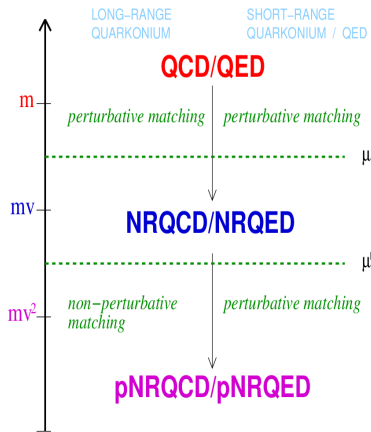 LONG-RANGE SHORT-RANGE
QUARKONIUM QUARKONIUM / QED
QCD/QED
m
perturbative matching perturbative matching
μ
mv
NRQCD/NRQED
μ'
mv²
non-perturbative perturbative matching
matching
pNRQCD/pNRQED